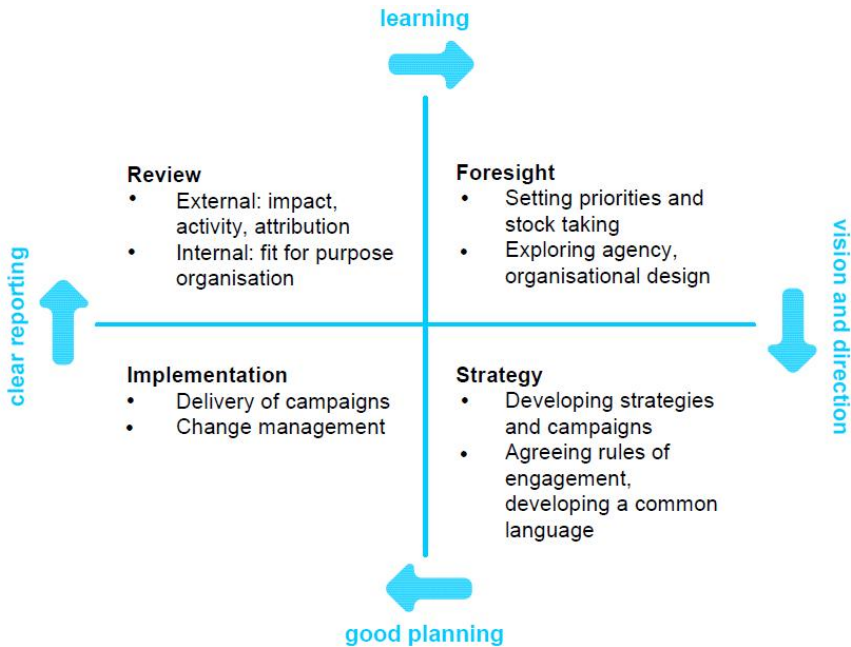 learning
Review
• External: impact,
activity, attribution
• Internal: fit for purpose
organisation
Foresight
• Setting priorities and
stock taking
• Exploring agency,
organisational design
clear reporting
vision and direction
Implementation
• Delivery of campaigns
• Change management
Strategy
• Developing strategies
and campaigns
• Agreeing rules of
engagement,
developing a common
language
good planning